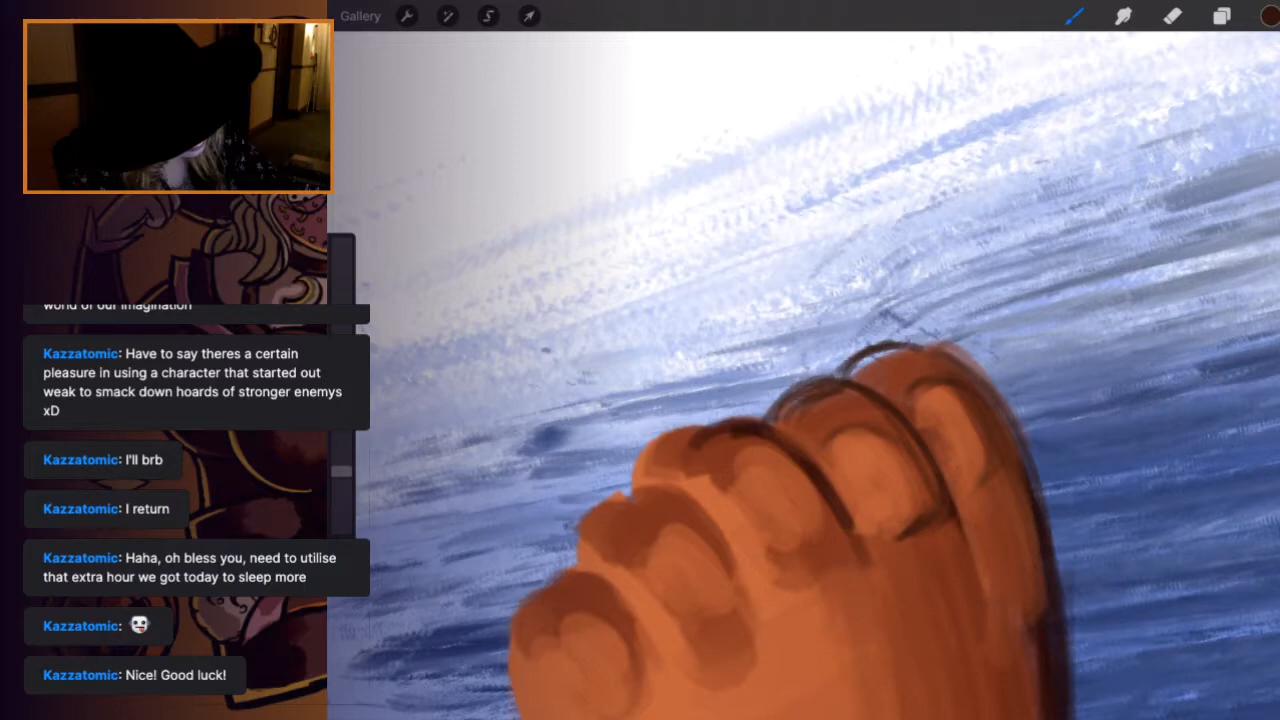 Gallery
world of our imagination
Kazzatomic: Have to say theres a certain
pleasure in using a character that started out
weak to smack down hoards of stronger enemys
xD
Kazzatomic: I'll brb
Kazzatomic: I return
Kazzatomic: Haha, oh bless you, need to utilise
that extra hour we got today to sleep more
Kazzatomic:
Kazzatomic: Nice! Good luck!